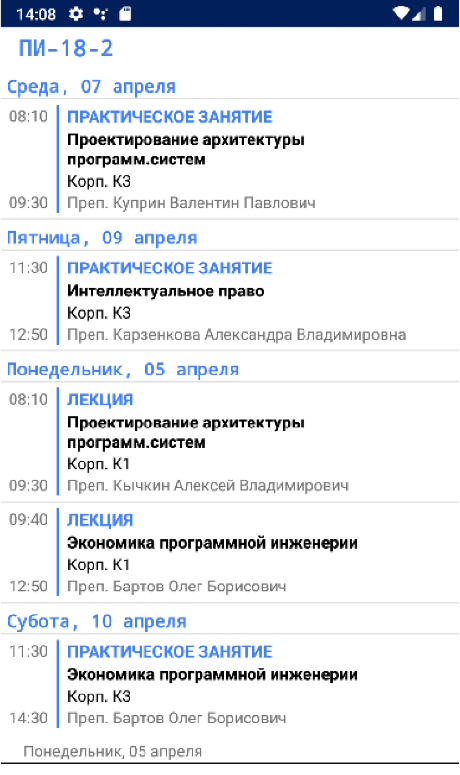 14:08
ПИ-18-2
Среда, 07 апреля
08:10 ПРАКТИЧЕСКОЕ ЗАНЯТИЕ
Проектирование архитектуры
программ.систем
Корп. К3
09:30 Преп. Куприн Валентин Павлович
Пятница, 09 апреля
11:30 ПРАКТИЧЕСКОЕ ЗАНЯТИЕ
Интеллектуальное право
Корп. К3
12:50 Преп. Карзенкова Александра Владимировна
Понедельник, 05 апреля
08:10 ЛЕКЦИЯ
Проектирование архитектуры
программ.систем
Корп. К1
09:30 Преп. Кычкин Алексей Владимирович
09:40 ЛЕКЦИЯ
Экономика программной инженерии
Корп. К1
12:50 Преп. Бартов Олег Борисович
Субота, 10 апреля
11:30 ПРАКТИЧЕСКОЕ ЗАНЯТИЕ
Экономика программной инженерии
Корп. К3
14:30 Преп. Бартов Олег Борисович
Понедельник, 05 апреля